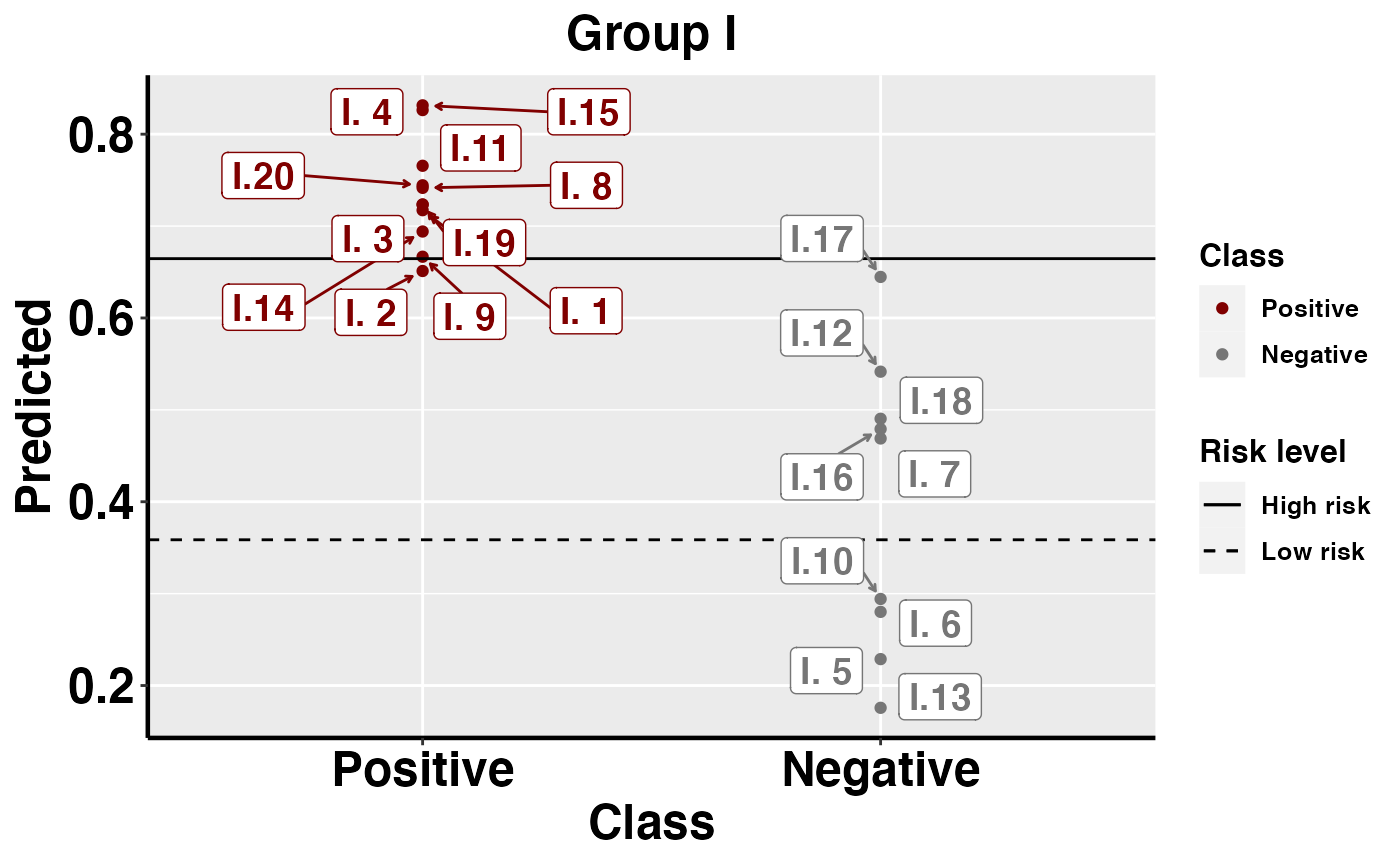 Group I
Predicted
0.8
0.6
0.4
0.2
I. 4
I.15
I.11
I.20
I. 8
I. 3
I.19
I.14
I. 2
I. 9
I. 1
I.17
I.12
I.18
I.16
I. 7
I.10
I. 6
I. 5
I.13
Positive
Negative
Class
Class
Positive
Negative
Risk level
High risk
Low risk